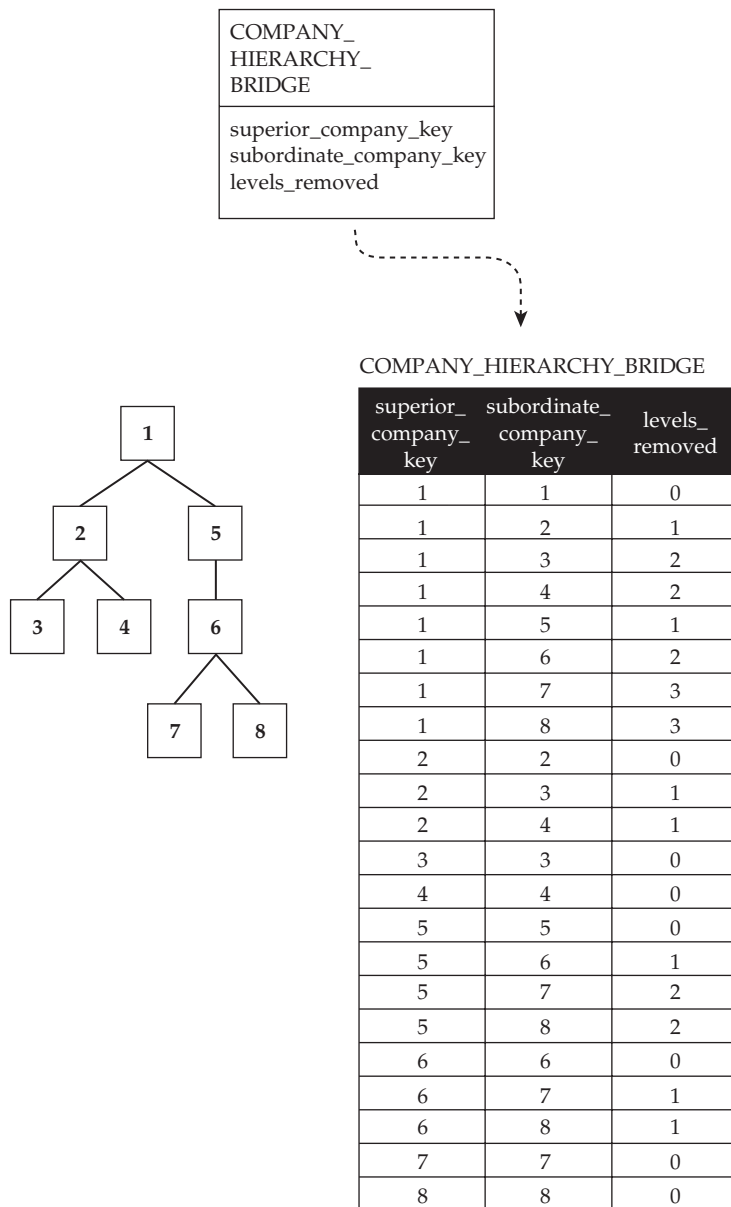 COMPANY_
HIERARCHY_
BRIDGE
superior_company_key
subordinate_company_key
levels_removed
1
2 5
3 4 6
7 8
COMPANY_HIERARCHY_BRIDGE
superior_ subordinate_ levels_
company_ company_ removed
key key
1 1 0
1 2 1
1 3 2
1 4 2
1 5 1
1 6 2
1 7 3
1 8 3
2 2 0
2 3 1
2 4 1
3 3 0
4 4 0
5 5 0
5 6 1
5 7 2
5 8 2
6 6 0
6 7 1
6 8 1
7 7 0
8 8 0